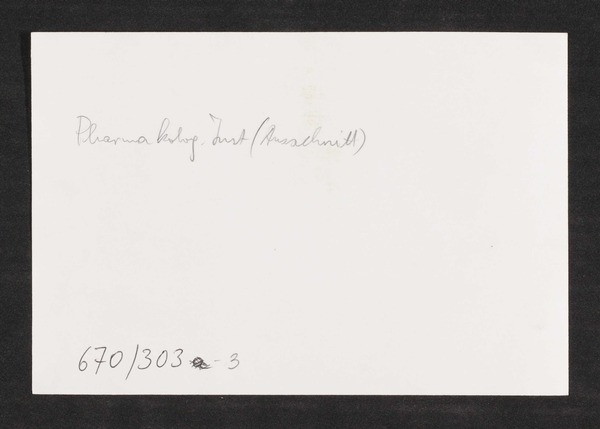 Pharmakolog. Inst (Ausschnitt)
670/303 - 3